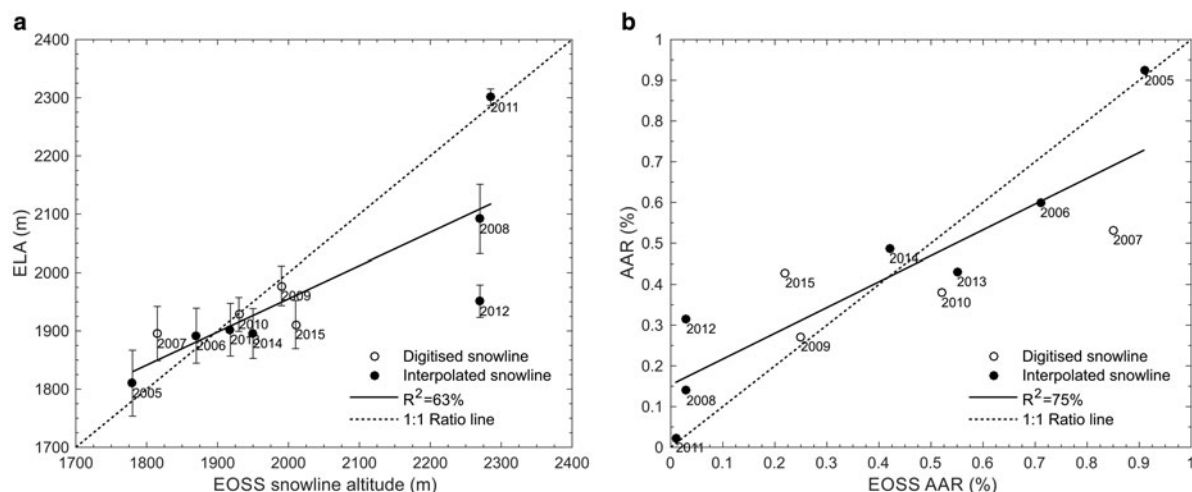 a
2400
2300
2200
2100
2000
1900
1800
1700
ELA (m)
2011
2008
2012
2009
2010
2015
2007
2006
2014
2005
Digitised snowline
Interpolated snowline
R²=63%
1:1 Ratio line
1700 1800 1900 2000 2100 2200 2300 2400
EOSS snowline altitude (m)
b
1
0.9
0.8
0.7
0.6
0.5
0.4
0.3
0.2
0.1
0
AAR (%)
2005
2006
2007
2014
2015
2013
2010
2012
2009
2008
2011
Digitised snowline
Interpolated snowline
R²=75%
1:1 Ratio line
0 0.1 0.2 0.3 0.4 0.5 0.6 0.7 0.8 0.9 1
EOSS AAR (%)